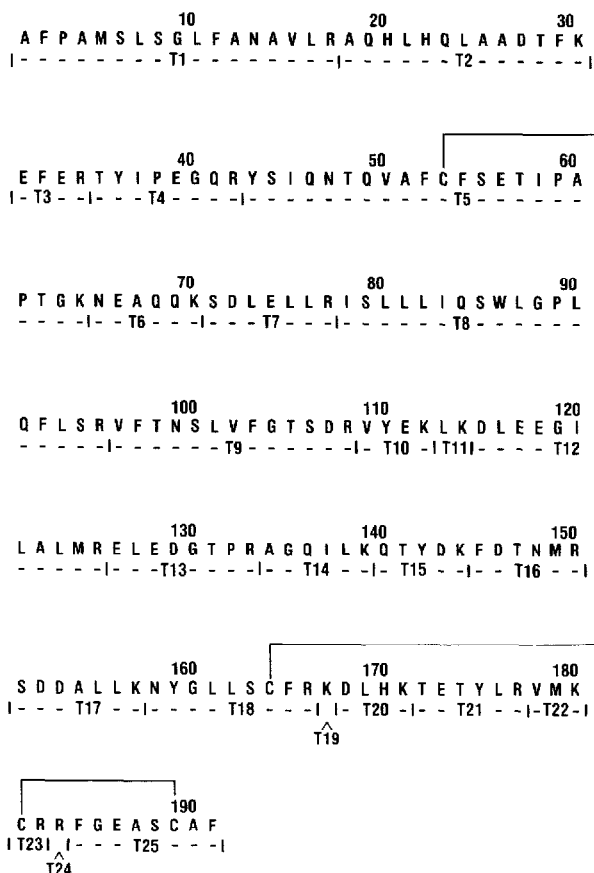 10 20 30
A F P A M S L S G L F A N A V L R A Q H L H Q L A A D T F K
I - - - - - - - T1 - - - - - - - -I- - - - - - T2 - - - - - -I
40 50 60
E F E R T Y I P E G Q R Y S I Q N T Q V A F C F S E T I P A
I- T3 - -I- - - T4 - - - -I- - - - - - - - - - - T5 - - - - - -
70 80 90
P T G K N E A Q Q K S D L E L L R I S L L L I Q S W L G P L
- - - - -I- - T6 - - -I- - - T7 - - -I- - - - - - T8 - - - - - -
100 110 120
Q F L S R V F T N S L V F G T S D R V Y E K L K D L E E G I
- - - - -I- - - - - - T9 - - - - - -I- T10 - -I T11I- - - - T12
130 140 150
L A L M R E L E D G T P R A G Q I L K Q T Y D K F D T N M R
- - - - -I- - - T13 - - - -I- - T14 - -I- T15 - -I- - T16 - -I
160 170 180
S D D A L L K N Y G L L S C F R K D L H K T E T Y L R V M K
I- - - T17 - - -I- - - - T18 - - -I -I- T20 - -I- - T21 - -I- T22 -I
^
T19
190
C R R F G E A S C A F
I T23I I- - - T25 - - -I
^
T24